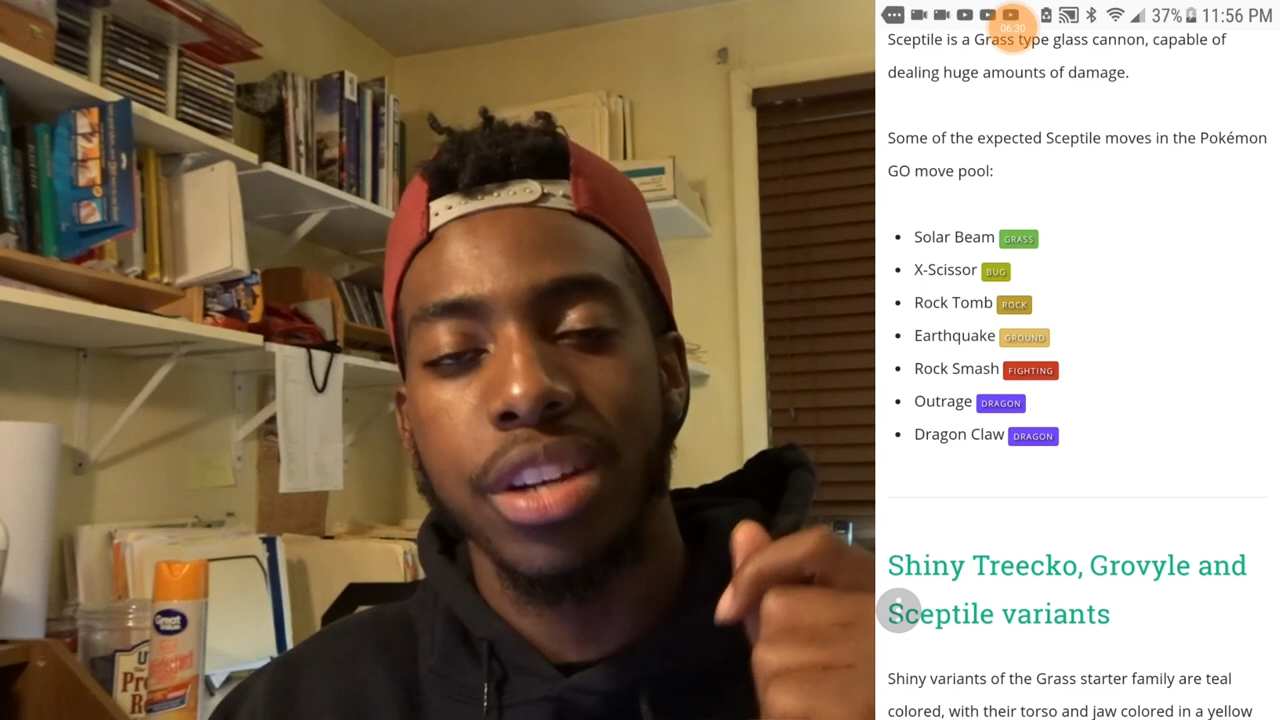 37% 11:56 PM
06:30
Sceptile is a Grass type glass cannon, capable of
dealing huge amounts of damage.
Some of the expected Sceptile moves in the Pokémon
GO move pool:
• Solar Beam GRASS
• X-Scissor BUG
• Rock Tomb ROCK
• Earthquake GROUND
• Rock Smash FIGHTING
• Outrage DRAGON
• Dragon Claw DRAGON
Shiny Treecko, Grovyle and
Sceptile variants
Shiny variants of the Grass starter family are teal
colored, with their torso and jaw colored in a yellow
Great
Value